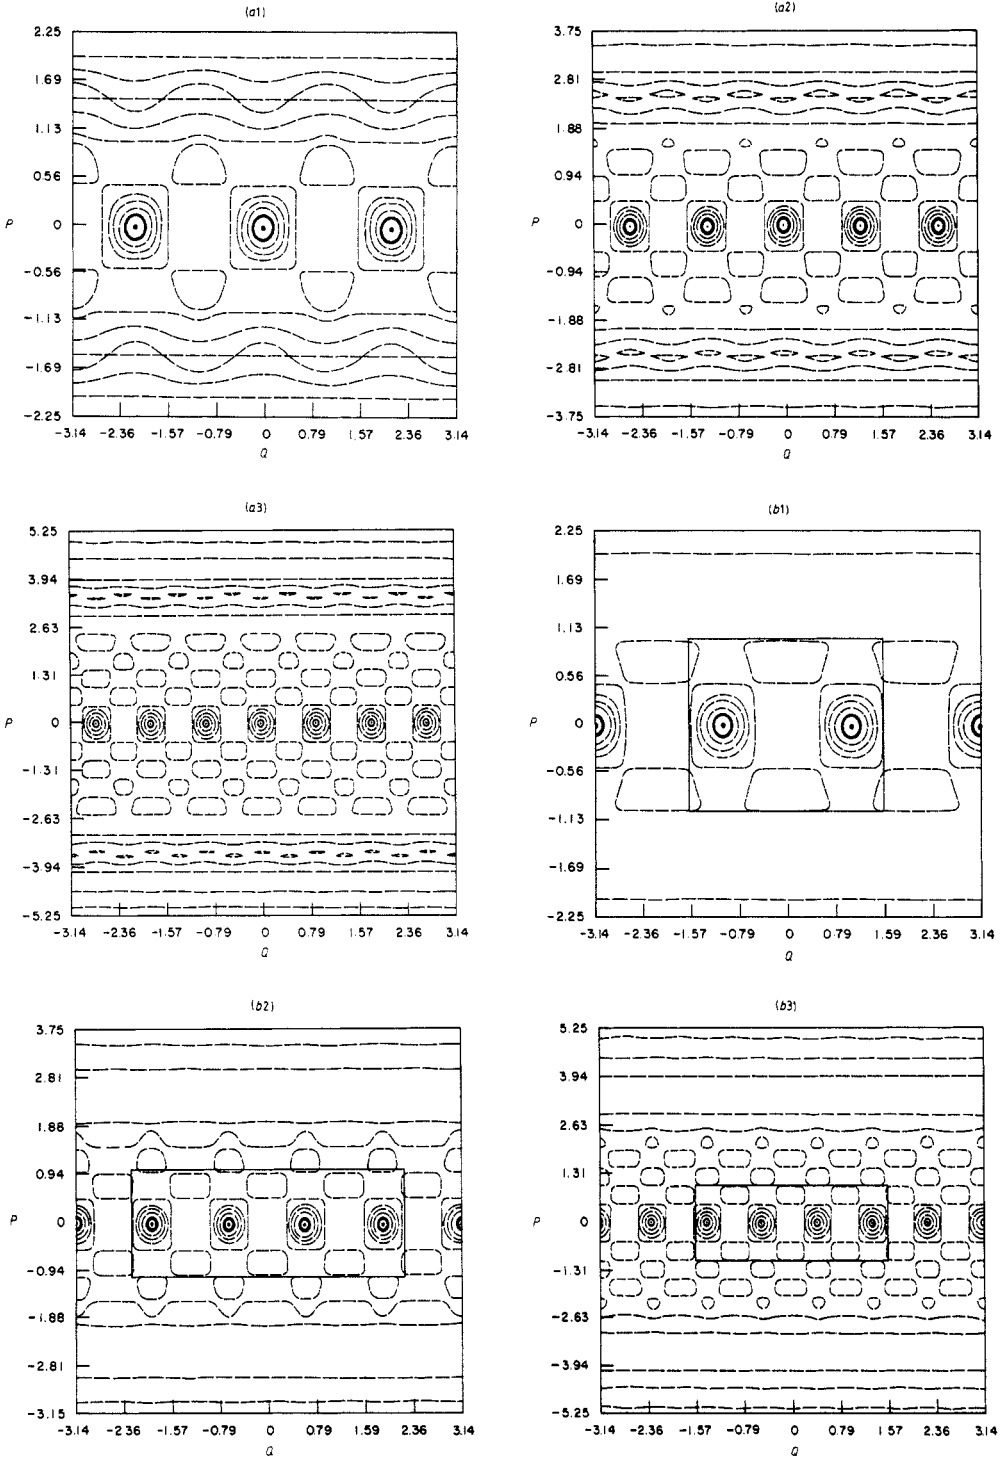 (a1)
2.25
1.69
1.13
0.56
P 0
-0.56
-1.13
-1.69
-2.25
-3.14 -2.36 -1.57 -0.79 0 0.79 1.57 2.36 3.14
Q
(a2)
3.75
2.81
1.88
0.94
P 0
-0.94
-1.88
-2.81
-3.75
-3.14 -2.36 -1.57 -0.79 0 0.79 1.57 2.36 3.14
Q
(a3)
5.25
3.94
2.63
1.31
P 0
-1.31
-2.63
-3.94
-5.25
-3.14 -2.36 -1.57 -0.79 0 0.79 1.57 2.36 3.14
Q
(b1)
2.25
1.69
1.13
0.56
P 0
-0.56
-1.13
-1.69
-2.25
-3.14 -2.36 -1.57 -0.79 0 0.79 1.59 2.36 3.14
Q
(b2)
3.75
2.81
1.88
0.94
P 0
-0.94
-1.88
-2.81
-3.15
-3.14 -2.36 -1.57 -0.79 0 0.79 1.57 2.36 3.14
Q
(b3)
5.25
3.94
2.63
1.31
P 0
-1.31
-2.63
-3.94
-5.25
-3.14 -2.36 -1.57 -0.79 0 0.79 1.57 2.36 3.14
Q